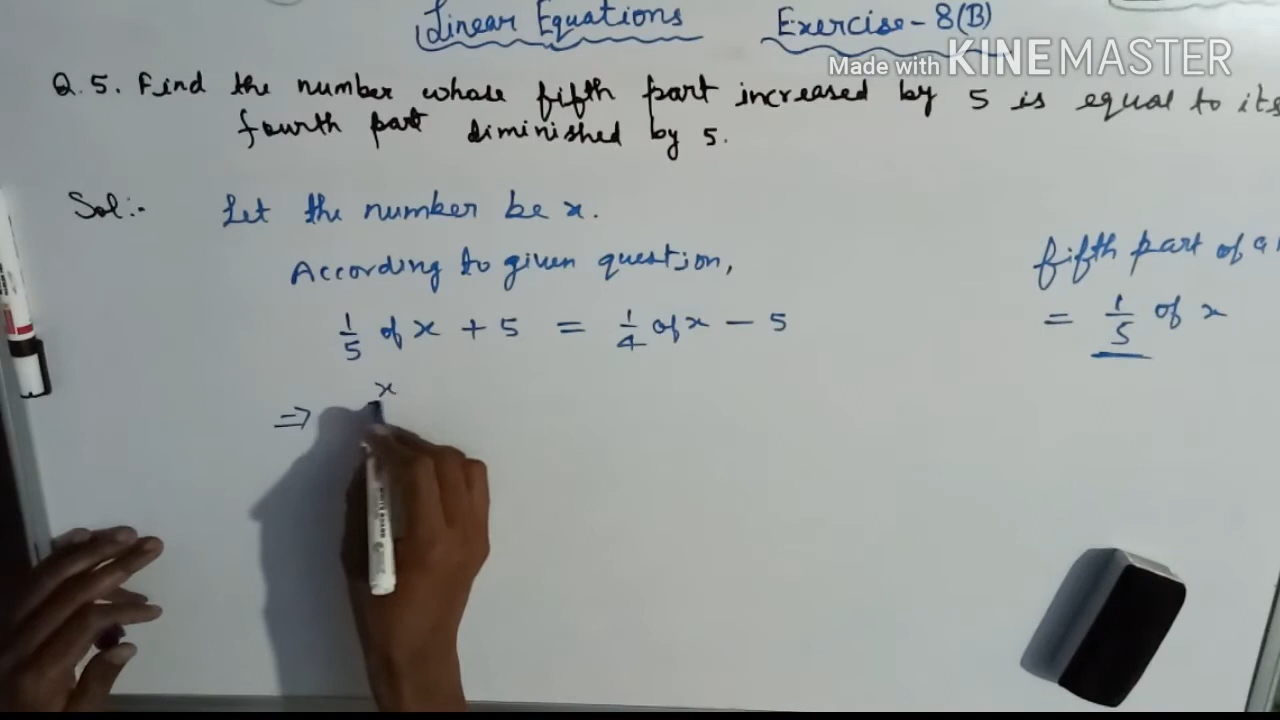 Linear Equations Exercise-8(B)
Made with KINEMASTER
Q.5. Find the number whose fifth part increased by 5 is equal to its
fourth part diminished by 5.
Sol:- Let the number be x.
According to given question,
1/5 of x + 5 = 1/4 of x - 5
⇒ x
fifth part of a
= 1/5 of x